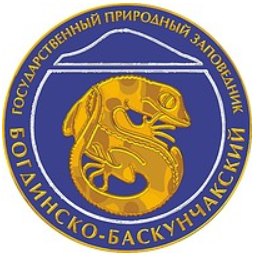 ГОСУДАРСТВЕННЫЙ ПРИРОДНЫЙ ЗАПОВЕДНИК
БОГДИНСКО-БАСКУНЧАКСКИЙ